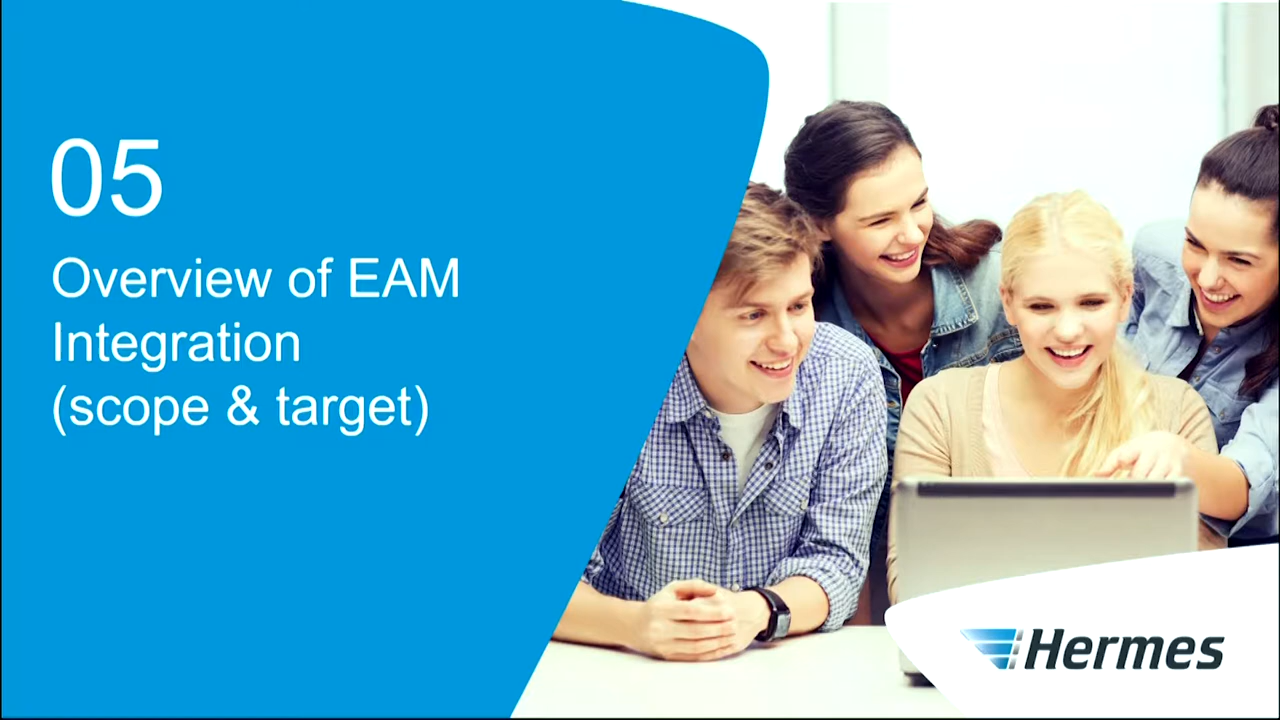 05
Overview of EAM
Integration
(scope & target)
Hermes